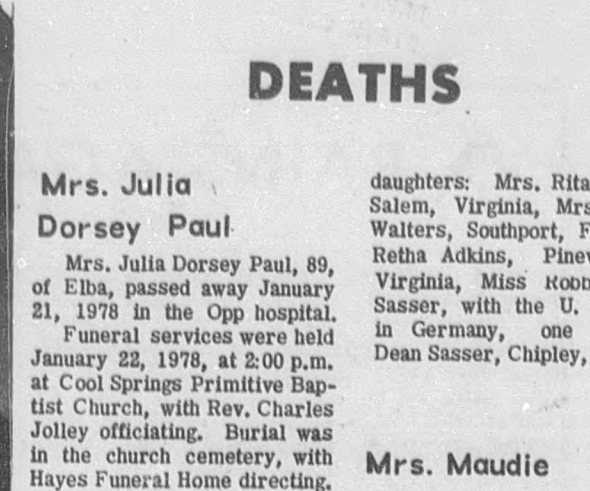 DEATHS
Mrs. Julia
Dorsey Paul
Mrs. Julia Dorsey Paul, 89,
of Elba, passed away January
21, 1978 in the Opp hospital.
Funeral services were held
January 22, 1978, at 2:00 p.m.
at Cool Springs Primitive Bap-
tist Church, with Rev. Charles
Jolley officiating. Burial was
in the church cemetery, with
Hayes Funeral Home directing.
daughters: Mrs. Rita
Salem, Virginia, Mrs
Walters, Southport, F
Retha Adkins, Pinev
Virginia, Miss Robb
Sasser, with the U.
in Germany, one
Dean Sasser, Chipley,
Mrs. Maudie